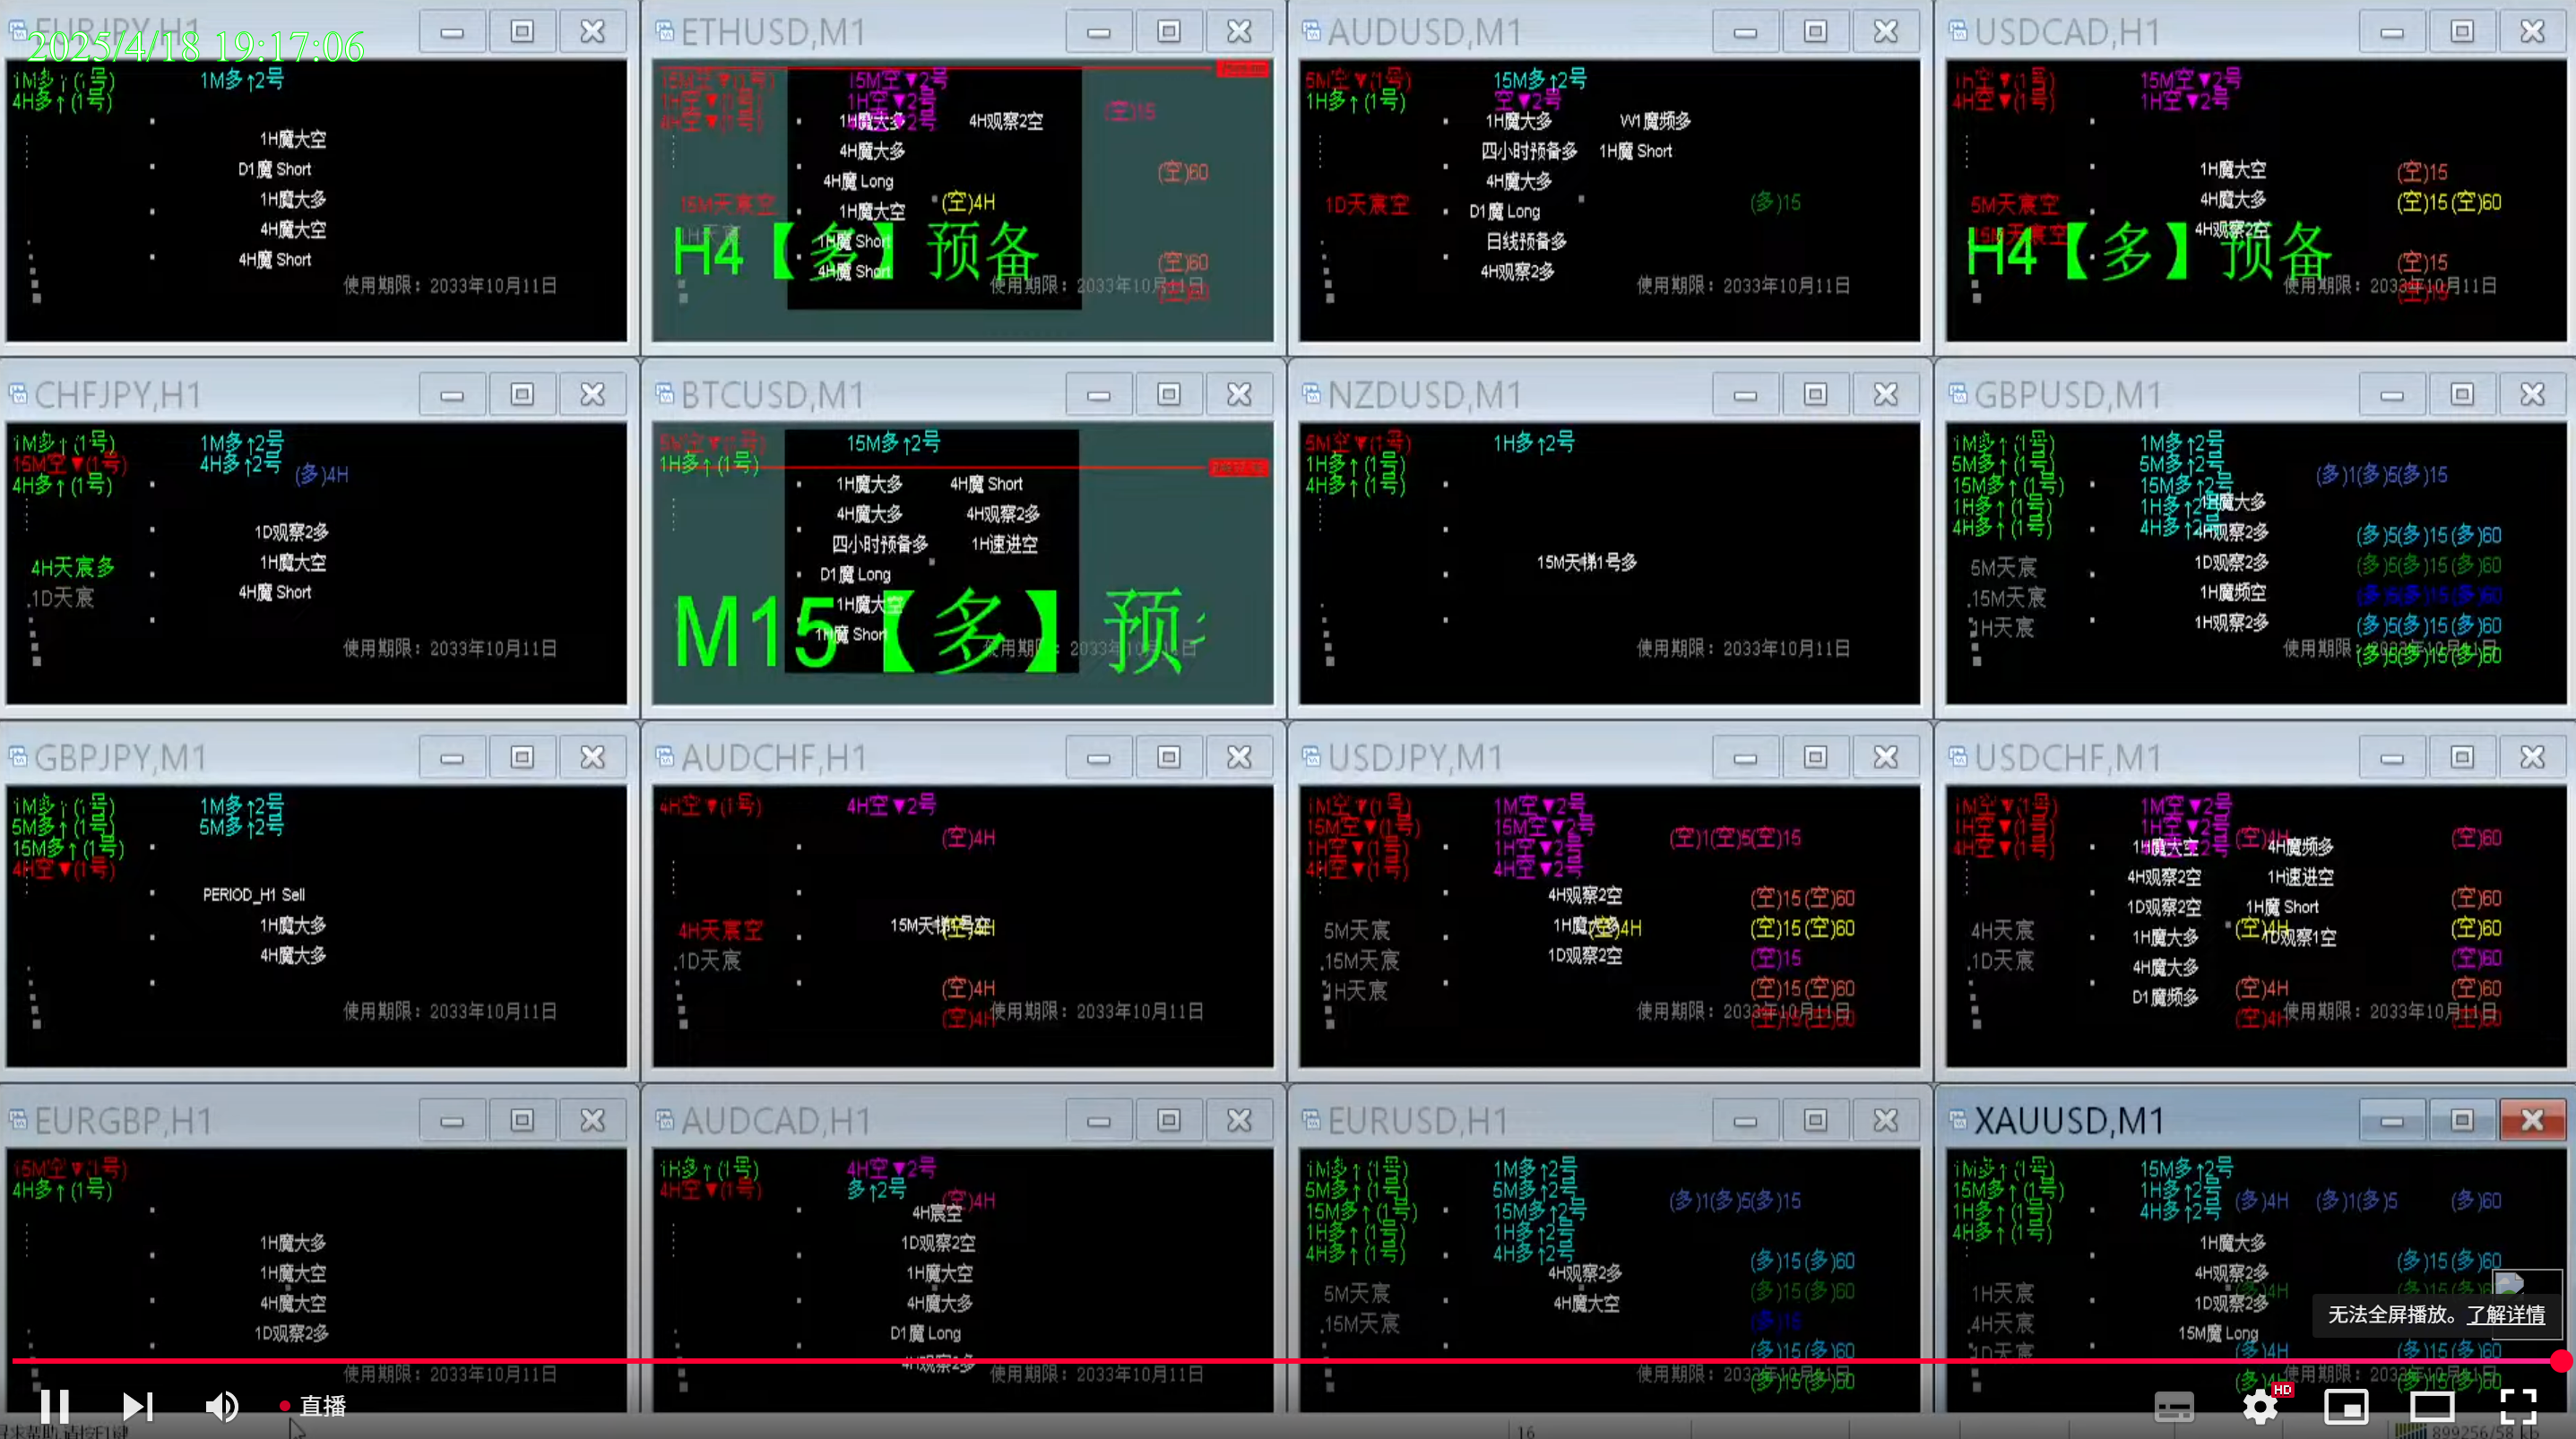 EURJPY,H1
2025/4/18 19:17:06
1M多↑(1号)
1M多↑2号
4H多↑(1号)
1H魔大空
D1魔 Short
1H魔大多
4H魔大空
4H魔 Short
使用期限：2033年10月11日
ETHUSD,M1
15M空▼(1号)
15M空▼2号
1H空▼(1号)
1H空▼2号
4H空▼(1号)
1H魔大多
4H观察2空
(空)15
4H魔大多
4H魔 Long
(空)60
15M天宸空
1H魔大空
(空)4H
1H天宸
1H魔 Short
H4【多】预备
4H魔 Short
(空)60
使用期限：2033年10月11日
AUDUSD,M1
5M空▼(1号)
15M多↑2号
1H多↑(1号)
空▼2号
1H魔大多
W1魔频多
四小时预备多
1H魔 Short
4H魔大多
1D天宸空
D1魔 Long
(多)15
日线预备多
4H观察2多
使用期限：2033年10月11日
USDCAD,H1
1H空▼(1号)
15M空▼2号
4H空▼(1号)
1H空▼2号
1H魔大空
(空)15
4H魔大多
(空)15(空)60
5M天宸空
15M天宸空
4H观察2空
H4【多】预备
(空)15
(空)15
使用期限：2033年10月11日
CHFJPY,H1
1M多↑(1号)
1M多↑2号
15M空▼(1号)
4H多↑2号
(多)4H
4H多↑(1号)
1D观察2多
4H天宸多
1H魔大空
1D天宸
4H魔 Short
使用期限：2033年10月11日
BTCUSD,M1
5M空▼(1号)
15M多↑2号
1H多↑(1号)
1H魔大多
4H魔 Short
4H魔大多
4H观察2多
四小时预备多
1H速进空
D1魔 Long
1H魔大空
1H魔 Short
M15【多】预
NZDUSD,M1
5M空▼(1号)
1H多↑2号
1H多↑(1号)
4H多↑(1号)
15M天梯1号多
使用期限：2033年10月11日
GBPUSD,M1
1M多↑(1号)
1M多↑2号
5M多↑(1号)
5M多↑2号
(多)1(多)5(多)15
15M多↑(1号)
15M多↑2号
1H多↑(1号)
1H多↑2号
1H魔大多
4H多↑(1号)
4H多↑2号
4H观察2多
(多)5(多)15(多)60
5M天宸
1D观察2多
(多)5(多)15(多)60
15M天宸
1H魔频空
(多)5(多)15(多)60
1H天宸
1H观察2多
(多)5(多)15(多)60
(多)5(多)15(多)60
GBPJPY,M1
1M多↑(1号)
1M多↑2号
5M多↑(1号)
5M多↑2号
15M多↑(1号)
4H空▼(1号)
PERIOD_H1 Sell
1H魔大多
4H魔大多
使用期限：2033年10月11日
AUDCHF,H1
4H空▼(1号)
4H空▼2号
(空)4H
4H天宸空
(空)4H
1D天宸
(空)4H
(空)4H
使用期限：2033年10月11日
USDJPY,M1
1M空▼(1号)
1M空▼2号
15M空▼(1号)
15M空▼2号
(空)1(空)5(空)15
1H空▼(1号)
1H空▼2号
4H空▼(1号)
4H空▼2号
4H观察2空
(空)15(空)60
5M天宸
1H魔大多
(空)4H
(空)15(空)60
15M天宸
1D观察2空
(空)15
1H天宸
(空)15(空)60
(空)15(空)60
使用期限：2033年10月11日
USDCHF,M1
1M空▼(1号)
1M空▼2号
1H空▼(1号)
1H空▼2号
(空)4H
(空)60
4H空▼(1号)
1H魔大空
4H魔频多
4H观察2空
1H速进空
(空)60
1D观察2空
1H魔 Short
4H天宸
1H魔大多
(空)4H
1D观察1空
(空)60
1D天宸
4H魔大多
(空)60
D1魔频多
(空)4H
(空)60
(空)4H
(空)60
使用期限：2033年10月11日
EURGBP,H1
15M空▼(1号)
4H多↑(1号)
1H魔大多
1H魔大空
4H魔大空
1D观察2多
使用期限：2033年10月11日
AUDCAD,H1
1H多↑(1号)
4H空▼2号
4H空▼(1号)
多↑2号
(空)4H
4H宸空
1D观察2空
1H魔大空
4H魔大多
D1魔 Long
4H观察2多
使用期限：2033年10月11日
EURUSD,H1
1M多↑(1号)
1M多↑2号
5M多↑(1号)
5M多↑2号
(多)1(多)5(多)15
15M多↑(1号)
15M多↑2号
1H多↑(1号)
1H多↑2号
4H多↑(1号)
4H多↑2号
(多)15(多)60
4H观察2多
5M天宸
4H魔大空
(多)15(多)60
15M天宸
(多)15
(多)15(多)60
(多)15(多)60
XAUUSD,M1
1M多↑(1号)
15M多↑2号
15M多↑(1号)
1H多↑2号
(多)4H
(多)1(多)5
(多)60
1H多↑(1号)
4H多↑2号
4H多↑(1号)
1H魔大多
4H观察2多
(多)15(多)60
1H天宸
1D观察2多
4H天宸
15M魔 Long
1D天宸
(多)4H
(多)15(多)60
无法全屏播放。了解详情
直播
HD
16
899256/58 kb